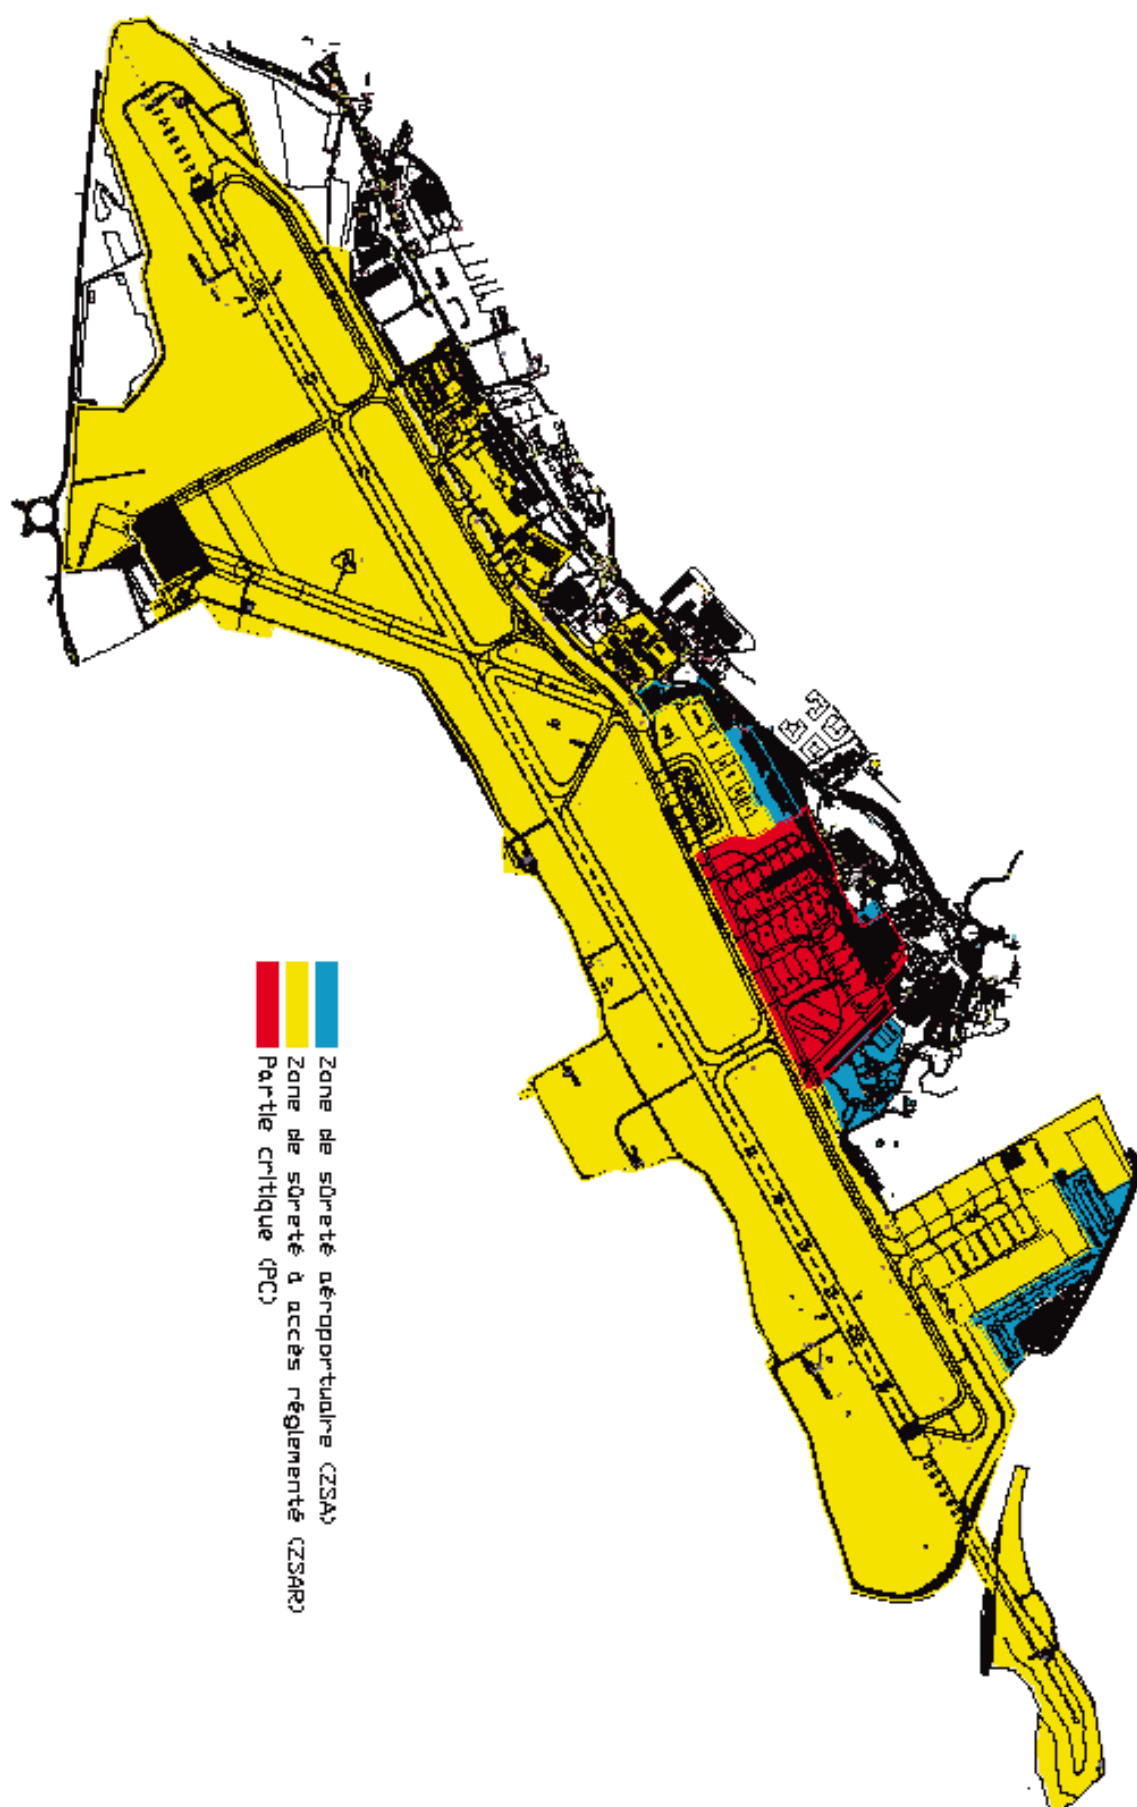 Zone de sûreté aéroportuaire (ZSA)
Zone de sûreté à accès réglementé (ZSAR)
Partie critique (PC)